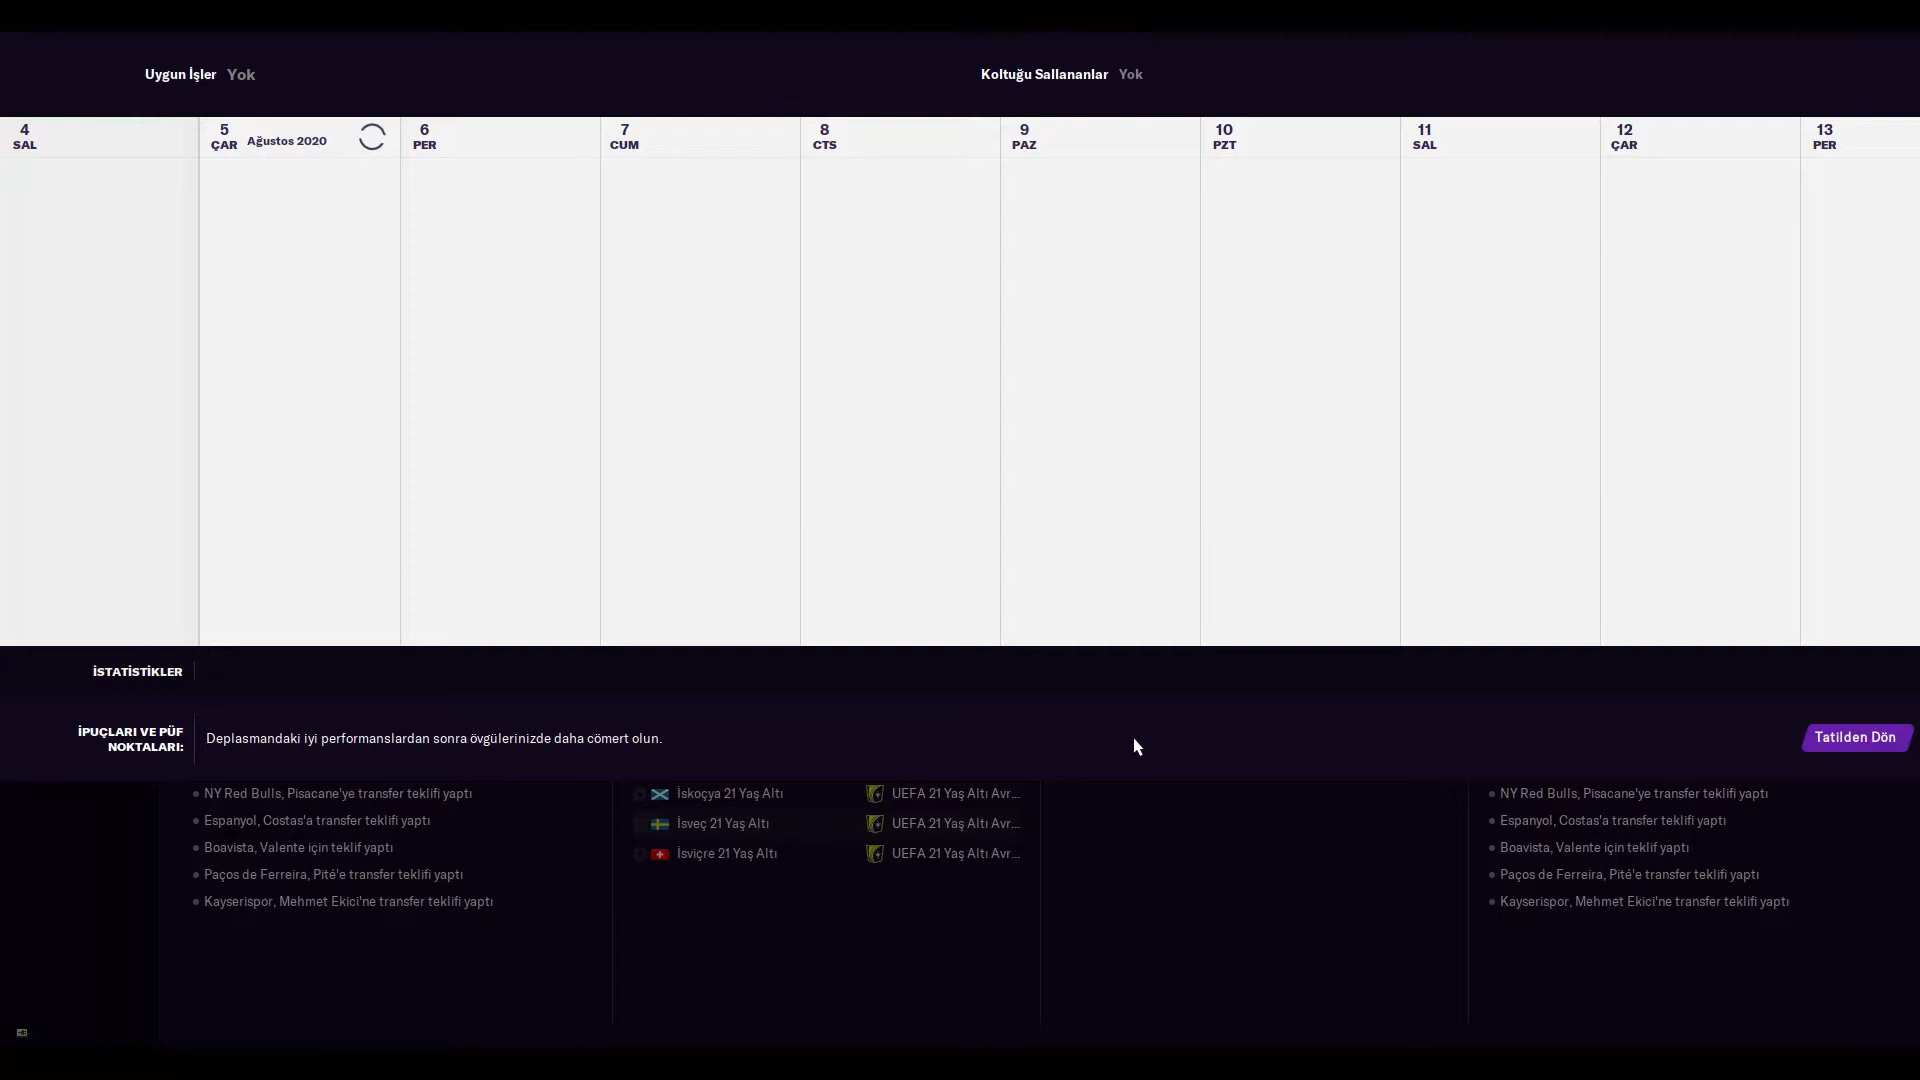 Uygun İşler Yok
Koltuğu Sallananlar Yok
4 SAL
5 ÇAR Ağustos 2020
6 PER
7 CUM
8 CTS
9 PAZ
10 PZT
11 SAL
12 ÇAR
13 PER
İSTATİSTİKLER
İPUÇLARI VE PÜF
NOKTALARI:
Deplasmandaki iyi performanslardan sonra övgülerinizde daha cömert olun.
Tatilden Dön
NY Red Bulls, Pisacane'ye transfer teklifi yaptı
Espanyol, Costas'a transfer teklifi yaptı
Boavista, Valente için teklif yaptı
Paços de Ferreira, Pité'e transfer teklifi yaptı
Kayserispor, Mehmet Ekici'ne transfer teklifi yaptı
İskoçya 21 Yaş Altı UEFA 21 Yaş Altı Avr...
İsveç 21 Yaş Altı UEFA 21 Yaş Altı Avr...
İsviçre 21 Yaş Altı UEFA 21 Yaş Altı Avr...
NY Red Bulls, Pisacane'ye transfer teklifi yaptı
Espanyol, Costas'a transfer teklifi yaptı
Boavista, Valente için teklif yaptı
Paços de Ferreira, Pité'e transfer teklifi yaptı
Kayserispor, Mehmet Ekici'ne transfer teklifi yaptı